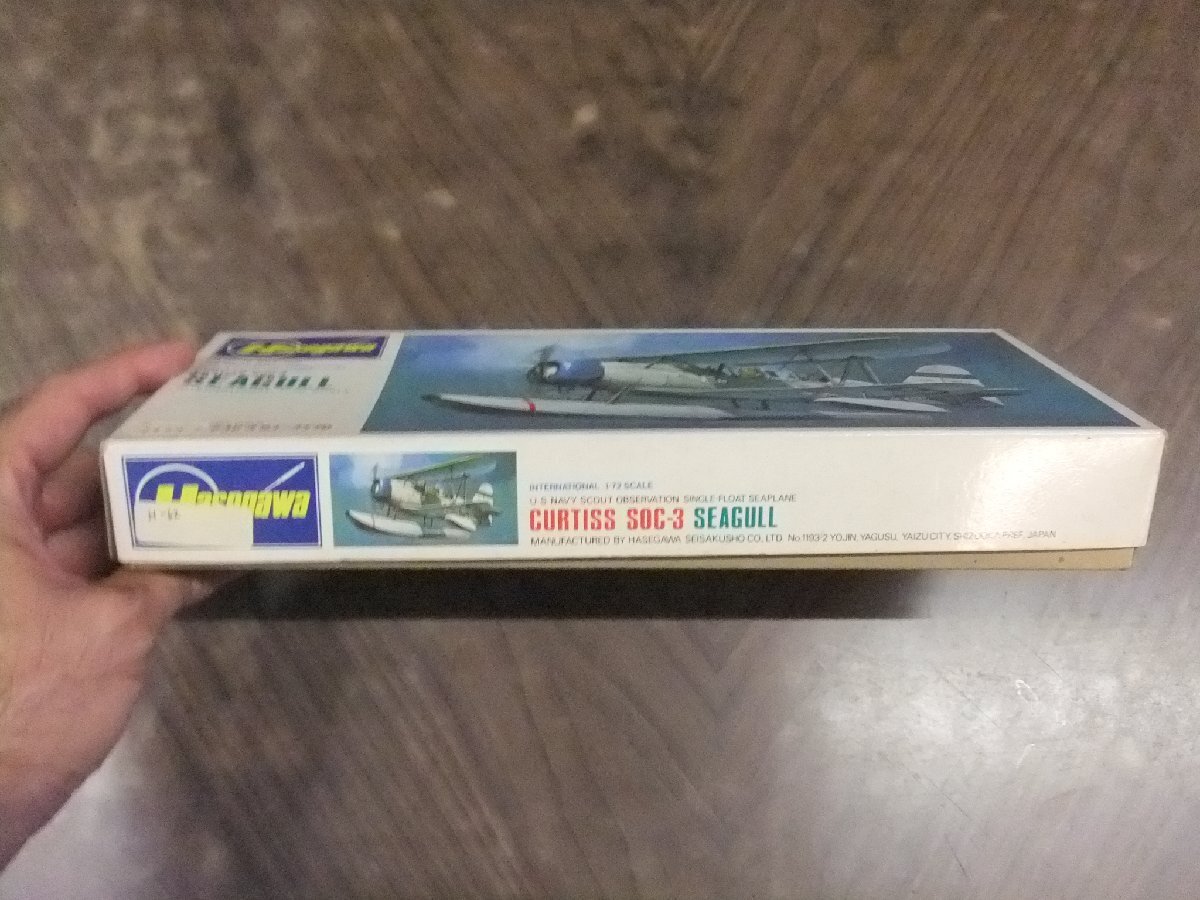 Hasegawa
SEAGULL
Hasegawa
INTERNATIONAL 1·72 SCALE
U.S. NAVY SCOUT OBSERVATION SINGLE-FLOAT SEAPLANE
CURTISS SOC-3 SEAGULL
MANUFACTURED BY HASEGAWA SEISAKUSHO CO., LTD. No.1193-2 YOJIN, YAGUSU, YAIZU CITY, SHIZUOKA PREF. JAPAN